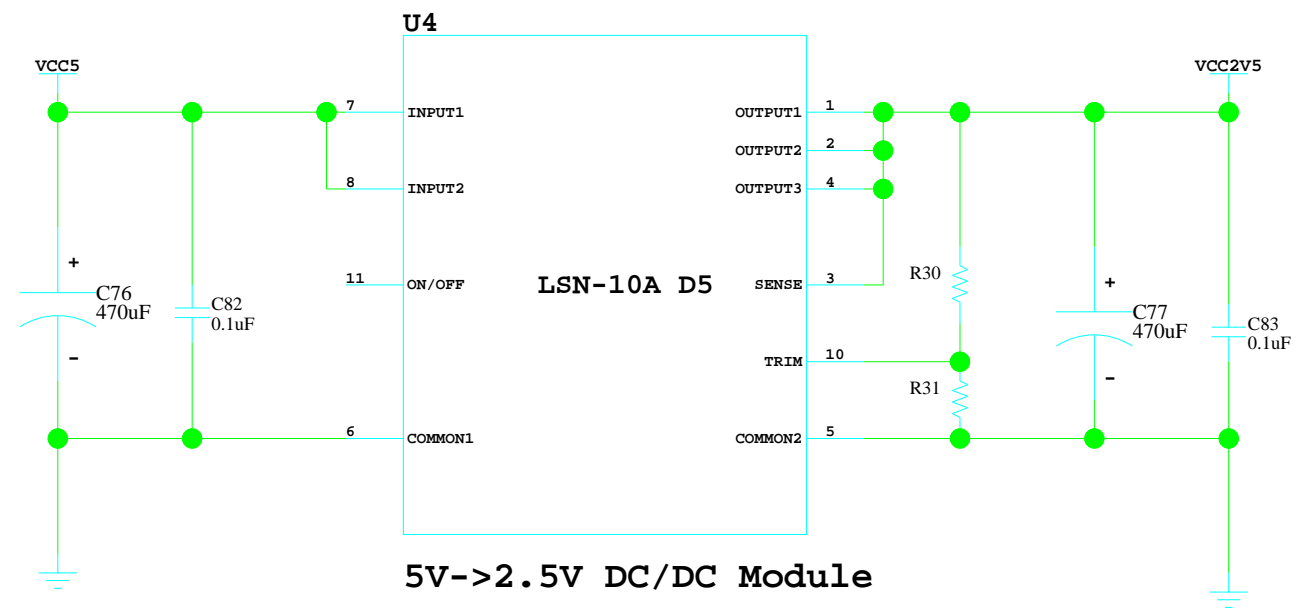 U4
VCC5
VCC2V5
7
INPUT1
OUTPUT1
1
OUTPUT2
2
8
INPUT2
OUTPUT3
4
11
ON/OFF
LSN-10A D5
SENSE
3
+
C76
470uF
-
C82
0.1uF
R30
+
C77
470uF
-
C83
0.1uF
TRIM
10
R31
6
COMMON1
COMMON2
5
5V->2.5V DC/DC Module